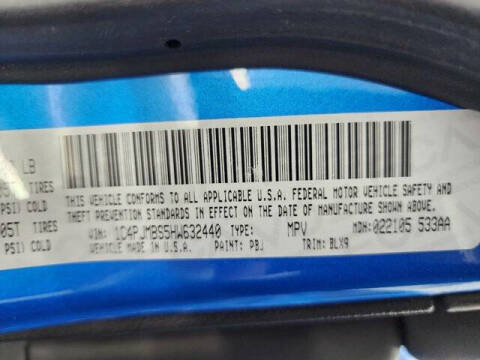 LB
05T TIRES
PSI) COLD
05T TIRES
PSI) COLD
THIS VEHICLE CONFORMS TO ALL APPLICABLE U.S.A. FEDERAL MOTOR VEHICLE SAFETY AND
THEFT PREVENTION STANDARDS IN EFFECT ON THE DATE OF MANUFACTURE SHOWN ABOVE.
VIN: 1C4PJMBS5HW632440 TYPE: MPV MDH: 022105 533AA
VEHICLE MADE IN U.S.A. PAINT: PBJ TRIM: BLX9